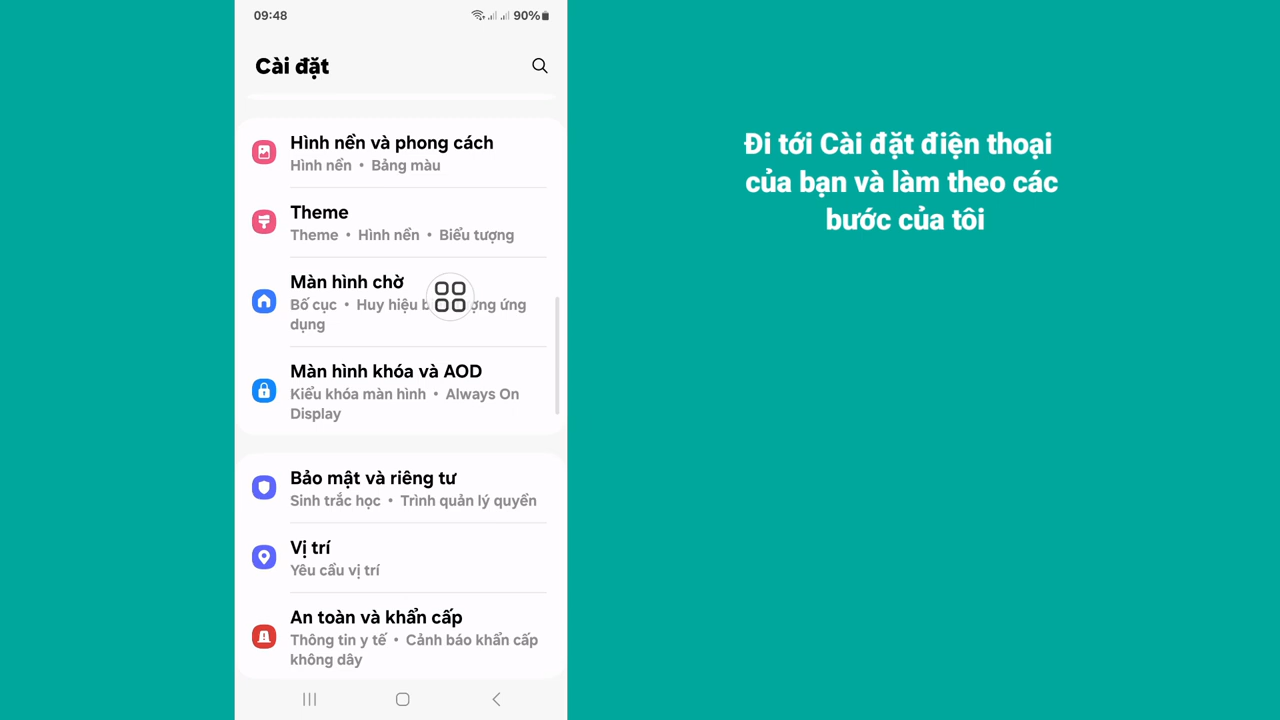 09:48
90%
Cài đặt
Hình nền và phong cách
Hình nền • Bảng màu
Theme
Theme • Hình nền • Biểu tượng
Màn hình chờ
Bố cục • Huy hiệu ứng
dụng
Màn hình khóa và AOD
Kiểu khóa màn hình • Always On
Display
Bảo mật và riêng tư
Sinh trắc học • Trình quản lý quyền
Vị trí
Yêu cầu vị trí
An toàn và khẩn cấp
Thông tin y tế • Cảnh báo khẩn cấp
không dây
Đi tới Cài đặt điện thoại
của bạn và làm theo các
bước của tôi